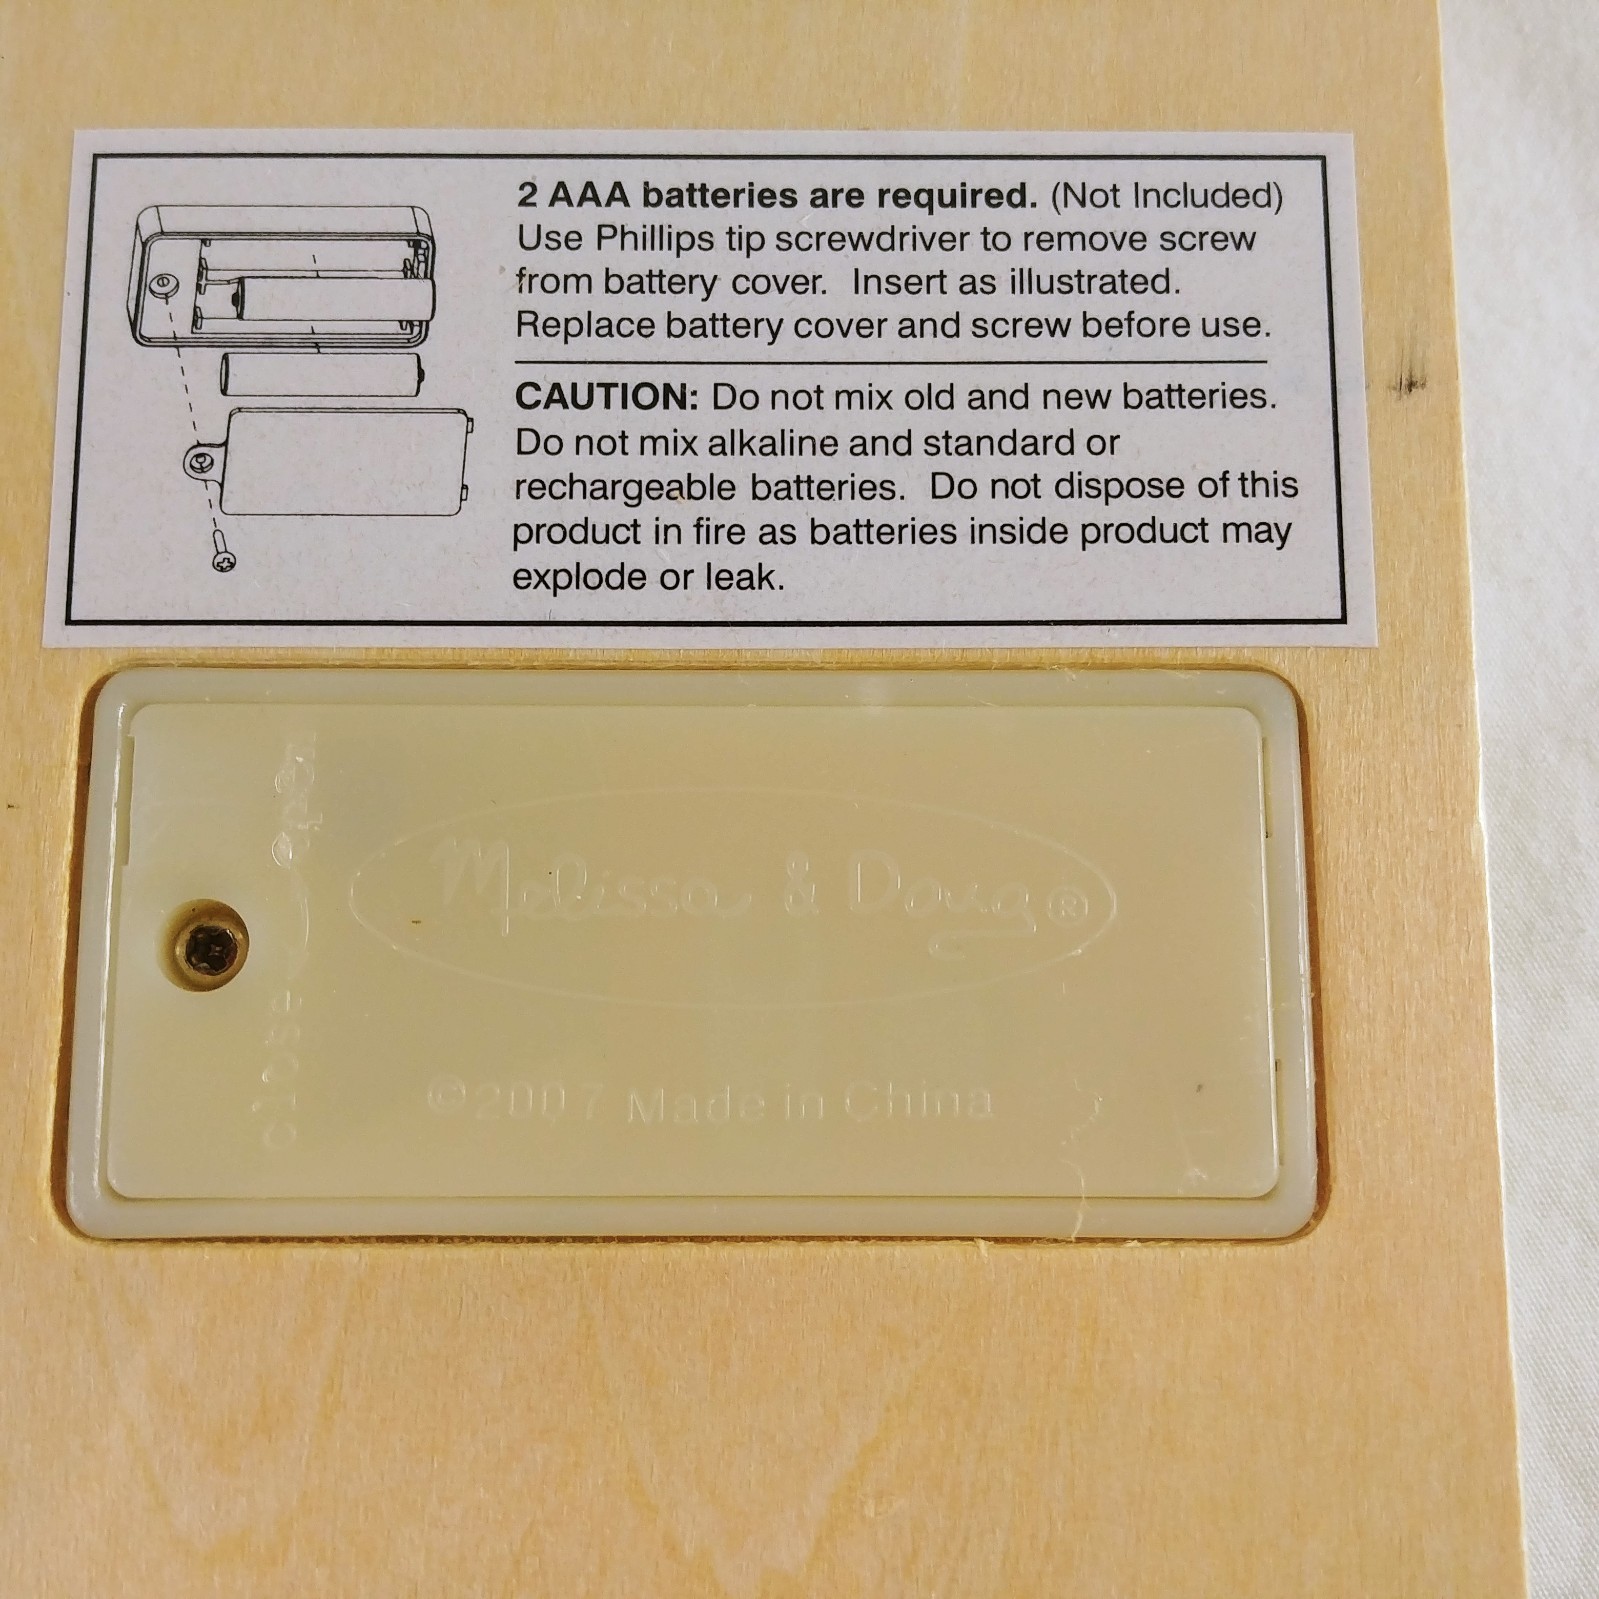 2 AAA batteries are required. (Not Included)
Use Phillips tip screwdriver to remove screw
from battery cover. Insert as illustrated.
Replace battery cover and screw before use.
CAUTION: Do not mix old and new batteries.
Do not mix alkaline and standard or
rechargeable batteries. Do not dispose of this
product in fire as batteries inside product may
explode or leak.
close open
Melissa & Doug®
©2007 Made in China